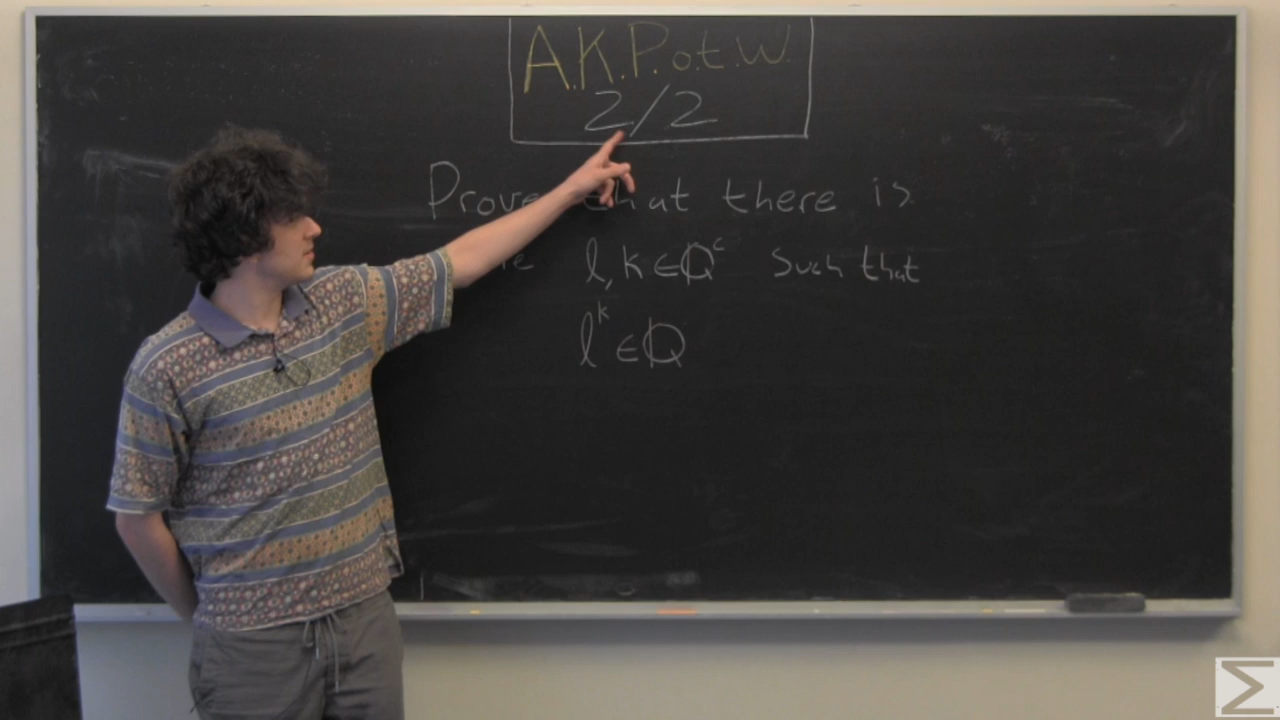 A.K.P.o.t.W.
2/2
Prove that there is
l, k ∈ ℚᶜ Such that
lᵏ ∈ ℚ
Σ